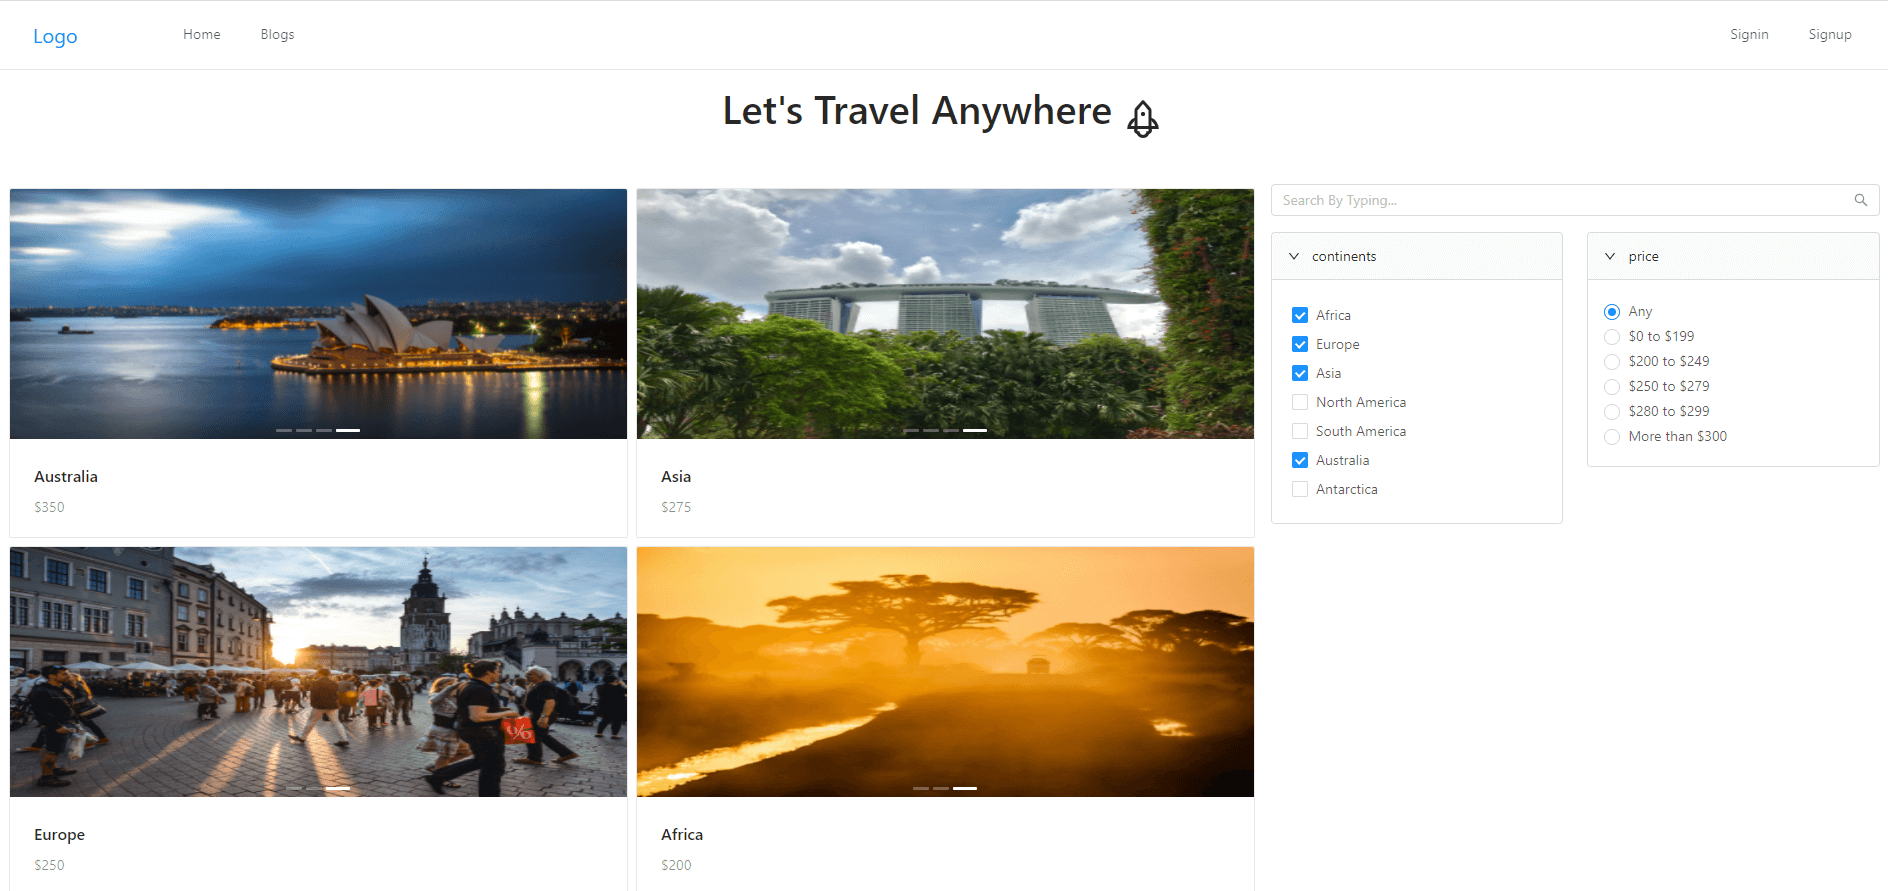 Logo
Home
Blogs
Signin
Signup
Let's Travel Anywhere
Search By Typing...
continents
Africa
Europe
Asia
North America
South America
Australia
Antarctica
price
Any
$0 to $199
$200 to $249
$250 to $279
$280 to $299
More than $300
Australia
$350
Asia
$275
%
Europe
$250
Africa
$200